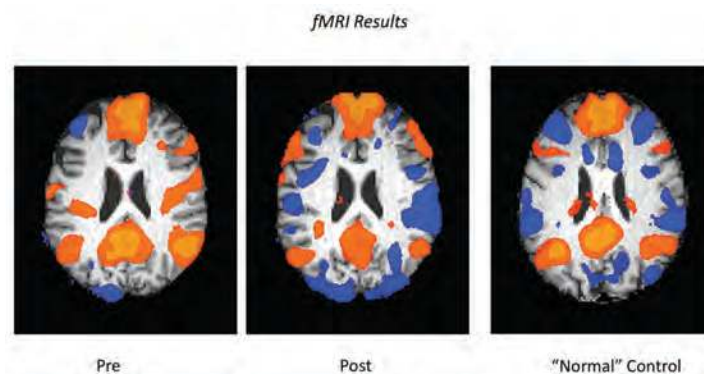 fMRI Results
Pre
Post
“Normal” Control